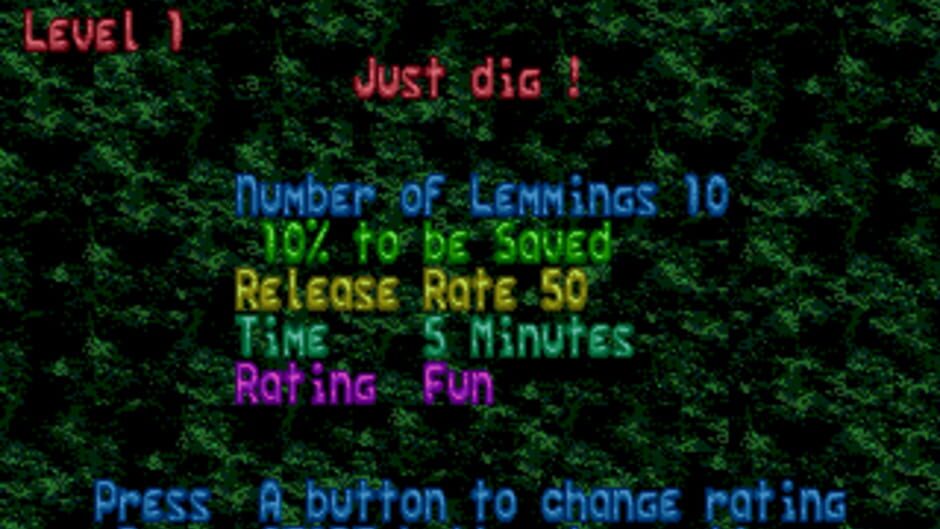 Level 1
Just dig !
Number of Lemmings 10
10% to be Saved
Release Rate 50
Time 5 Minutes
Rating Fun
Press A button to change rating